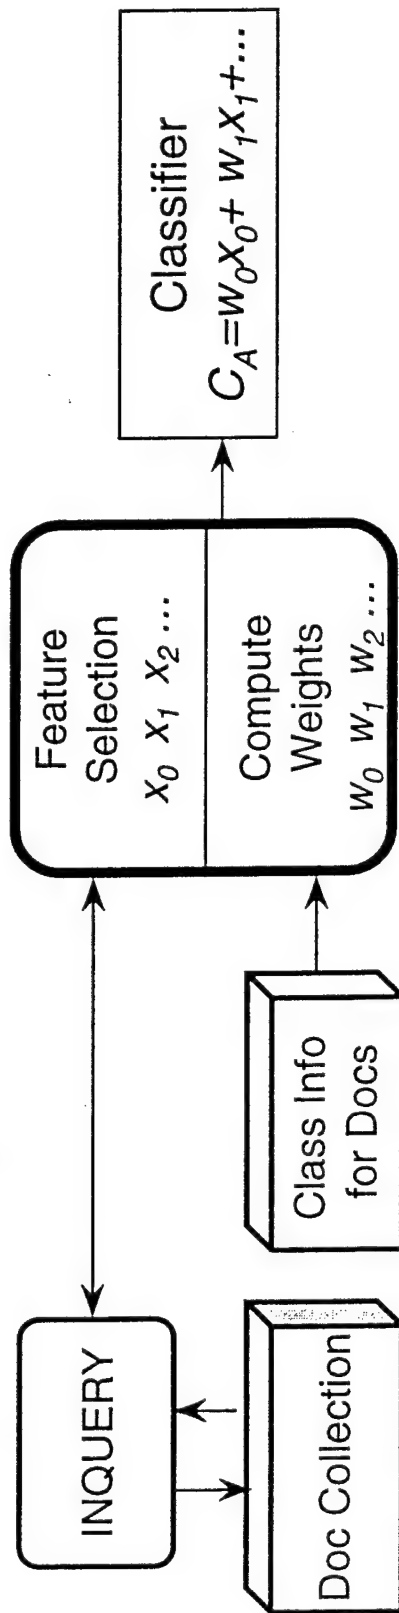 INQUERY
Doc Collection
Class Info
for Docs
Feature
Selection
x₀ x₁ x₂ ....
Compute
Weights
w₀ w₁ w₂ ...
Classifier
C_A=w₀x₀+ w₁x₁+...